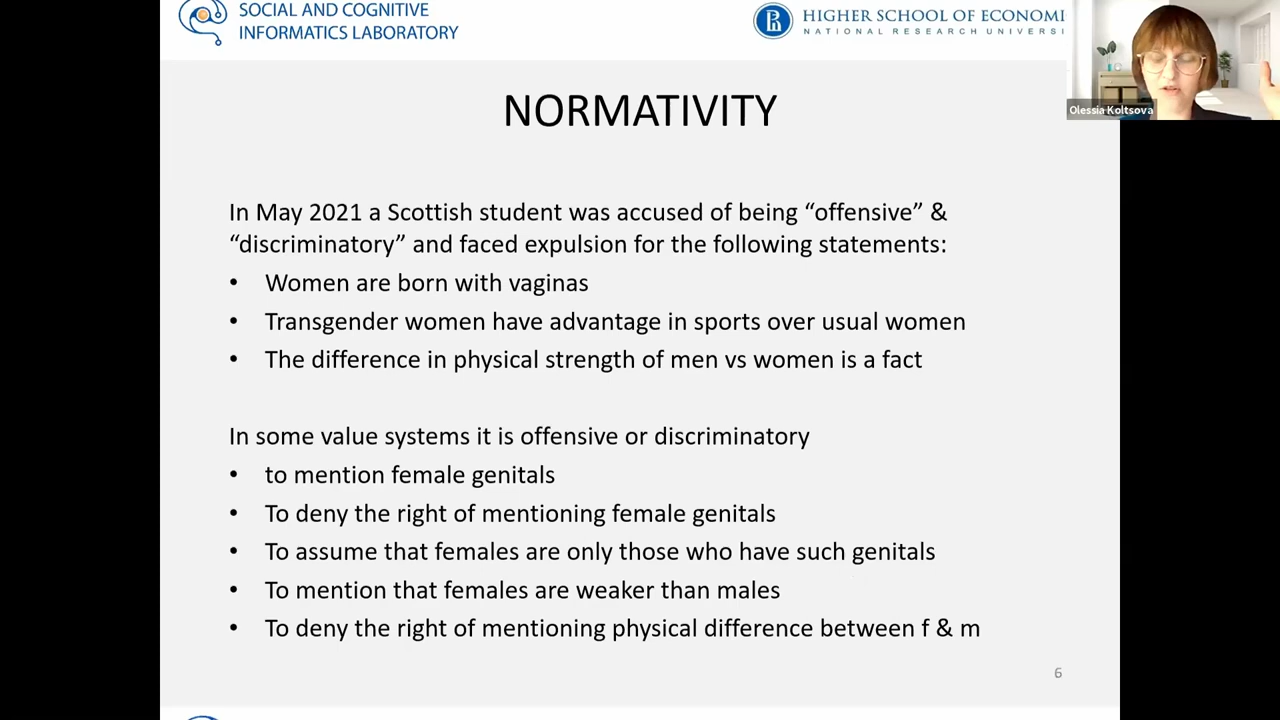 SOCIAL AND COGNITIVE
INFORMATICS LABORATORY
HIGHER SCHOOL OF ECONOMI
NATIONAL RESEARCH UNIVERSI
Olessia Koltsova
NORMATIVITY
In May 2021 a Scottish student was accused of being “offensive” &
“discriminatory” and faced expulsion for the following statements:
• Women are born with vaginas
• Transgender women have advantage in sports over usual women
• The difference in physical strength of men vs women is a fact
In some value systems it is offensive or discriminatory
• to mention female genitals
• To deny the right of mentioning female genitals
• To assume that females are only those who have such genitals
• To mention that females are weaker than males
• To deny the right of mentioning physical difference between f & m
6